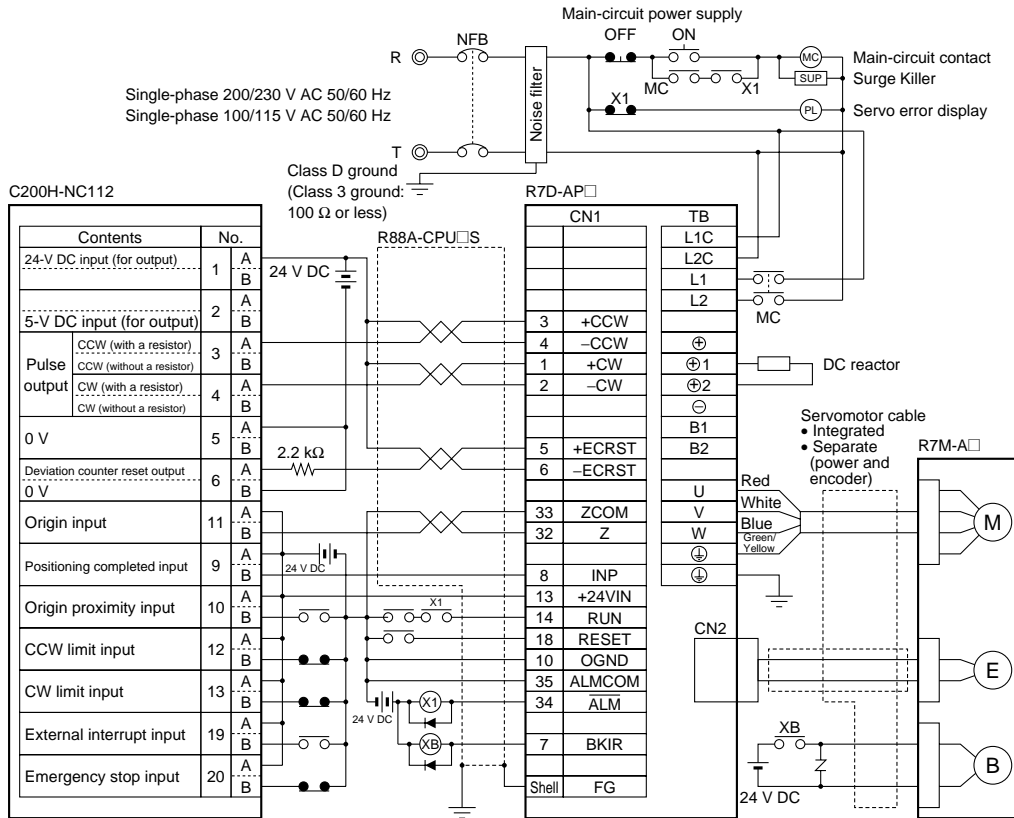 Main-circuit power supply
OFF
ON
NFB
R
MC
Main-circuit contact
MC
X1
SUP
Surge Killer
Noise filter
Single-phase 200/230 V AC 50/60 Hz
Single-phase 100/115 V AC 50/60 Hz
X1
PL
Servo error display
T
Class D ground
(Class 3 ground:
100 Ω or less)
C200H-NC112
R7D-AP□
R88A-CPU□S
Contents No.
24-V DC input (for output) 1 A B
5-V DC input (for output) 2 A B
Pulse output
CCW (with a resistor) 3 A
CCW (without a resistor) B
CW (with a resistor) 4 A
CW (without a resistor) B
0 V 5 A B
Deviation counter reset output 6 A
0 V B
Origin input 11 A B
Positioning completed input 9 A B
Origin proximity input 10 A B
CCW limit input 12 A B
CW limit input 13 A B
External interrupt input 19 A B
Emergency stop input 20 A B
24 V DC
2.2 kΩ
24 V DC
X1
24 V DC
X1
XB
CN1
3 +CCW
4 −CCW
1 +CW
2 −CW
5 +ECRST
6 −ECRST
33 ZCOM
32 Z
8 INP
13 +24VIN
14 RUN
18 RESET
10 OGND
35 ALMCOM
34 ALM
7 BKIR
Shell FG
TB
L1C
L2C
L1
L2
⊕
⊕1
⊕2
⊖
B1
B2
U
V
W
MC
DC reactor
Servomotor cable
• Integrated
• Separate
(power and
encoder)
R7M-A□
Red
White
Blue
Green/
Yellow
M
CN2
E
XB
24 V DC
B